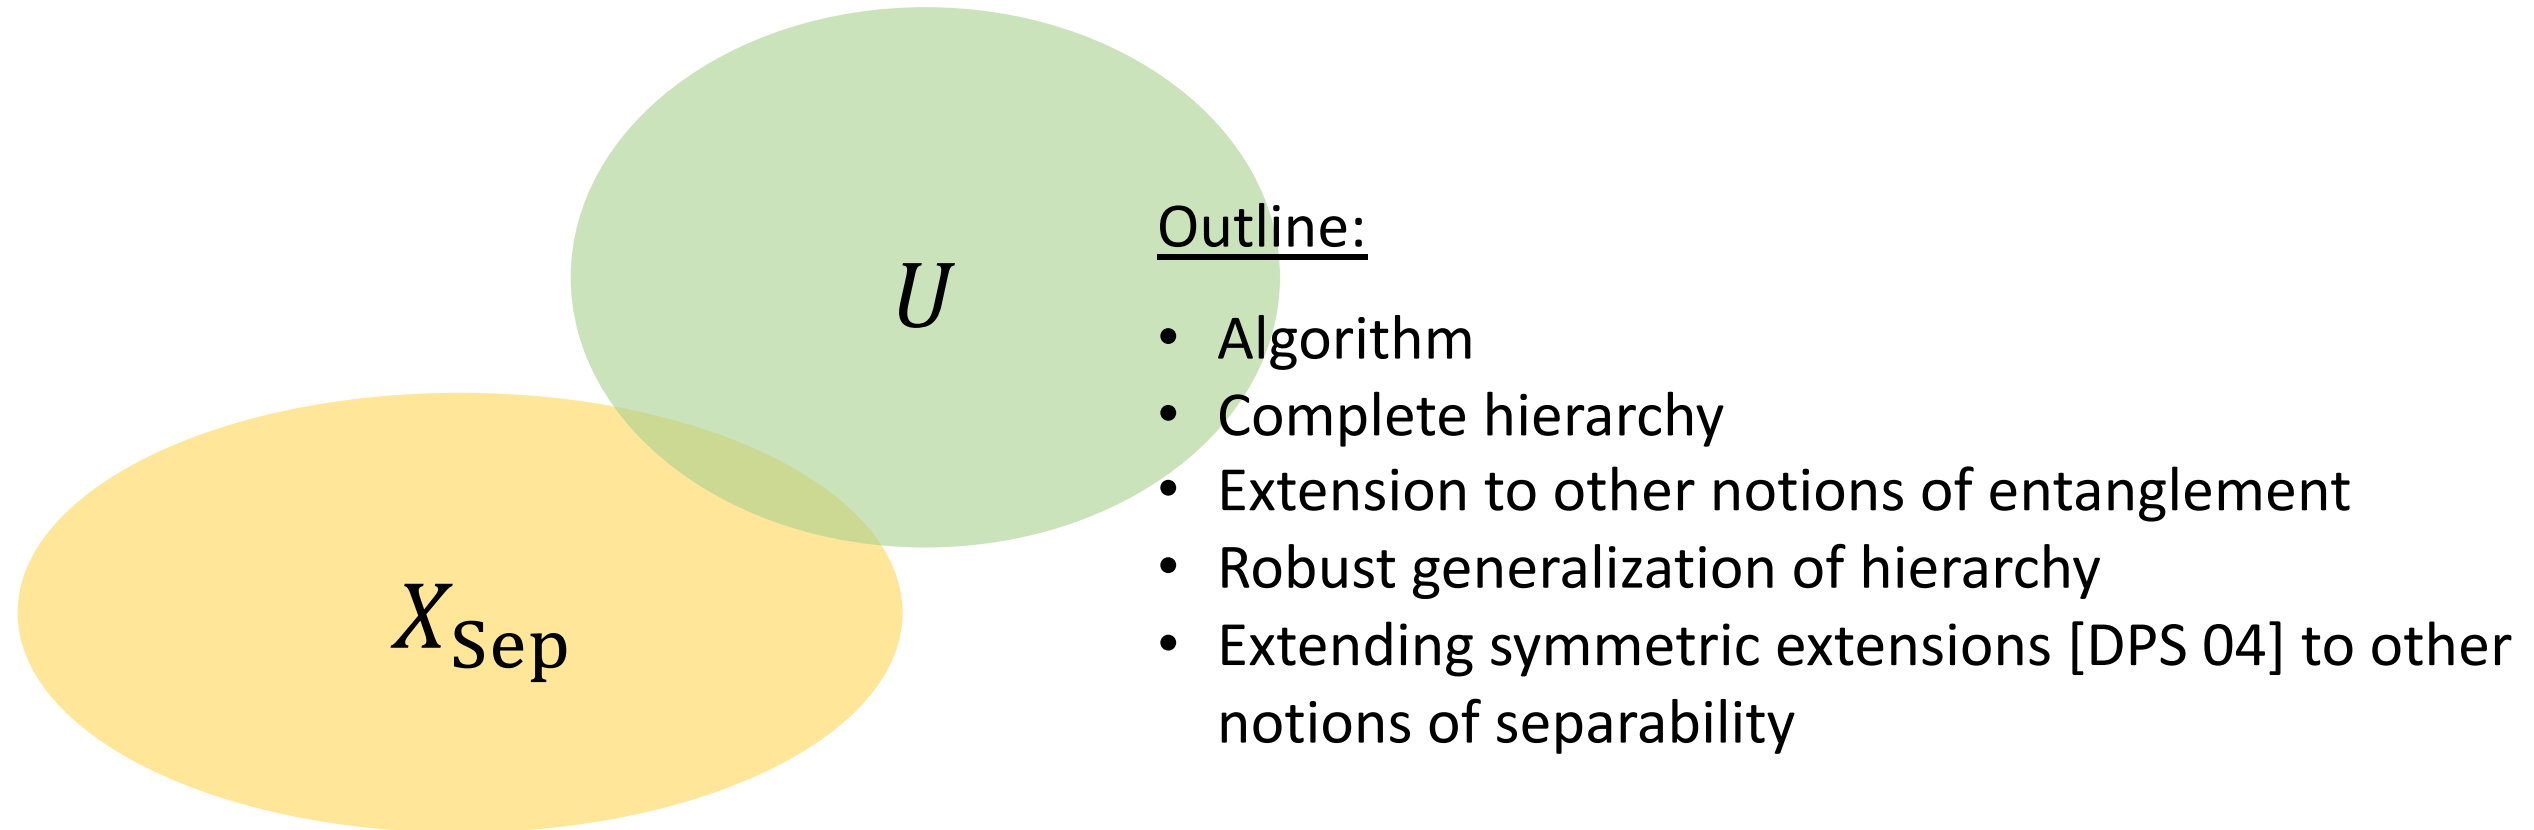 U
X_Sep
Outline:
• Algorithm
• Complete hierarchy
• Extension to other notions of entanglement
• Robust generalization of hierarchy
• Extending symmetric extensions [DPS 04] to other
notions of separability